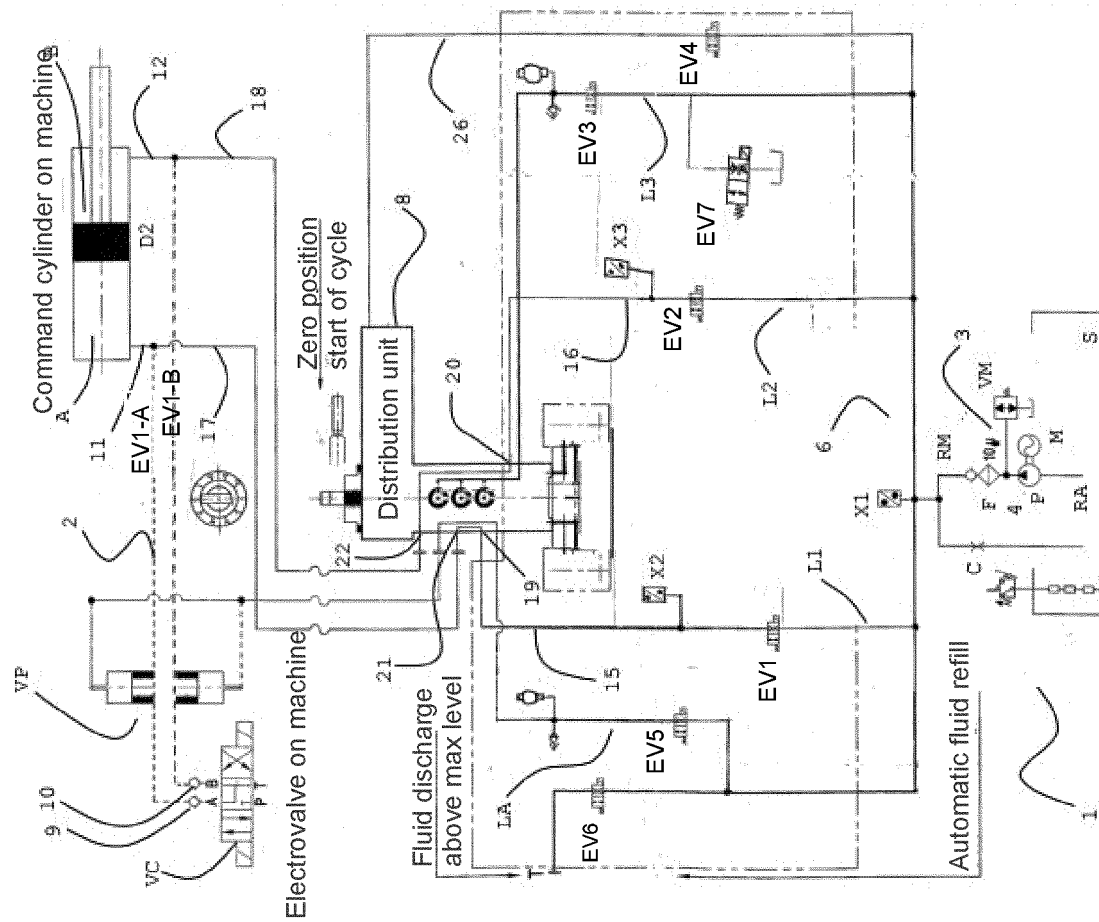 Command cylinder on machine
B
12
18
D2
A
11
EV1-A
EV1-B
17
2
VP
10
9
A
B
P
T
VC
Electrovalve on machine
Zero position
start of cycle
Distribution unit
8
26
20
22
21
19
EV4
EV3
L3
EV7
X3
16
EV2
L2
X2
15
EV1
L1
LA
EV5
EV6
Fluid discharge
above max level
Automatic fluid refill
6
X1
RM
3
VM
10µ
F
4
P
M
RA
S
C
X
1